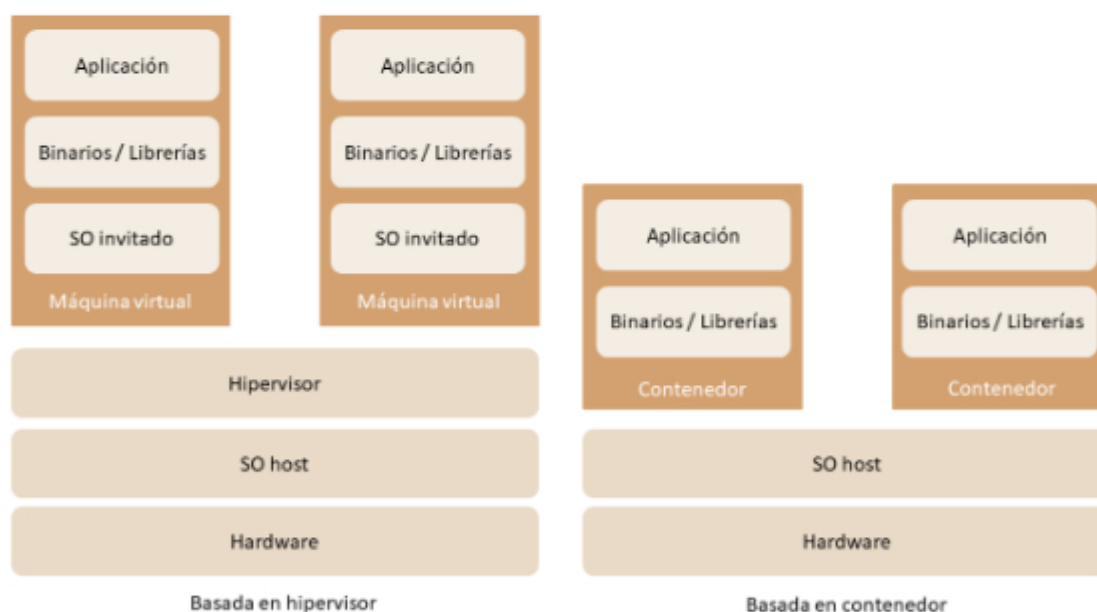 Aplicación
Binarios / Librerías
SO invitado
Máquina virtual
Aplicación
Binarios / Librerías
SO invitado
Máquina virtual
Hipervisor
SO host
Hardware
Basada en hipervisor
Aplicación
Binarios / Librerías
Contenedor
Aplicación
Binarios / Librerías
Contenedor
SO host
Hardware
Basada en contenedor